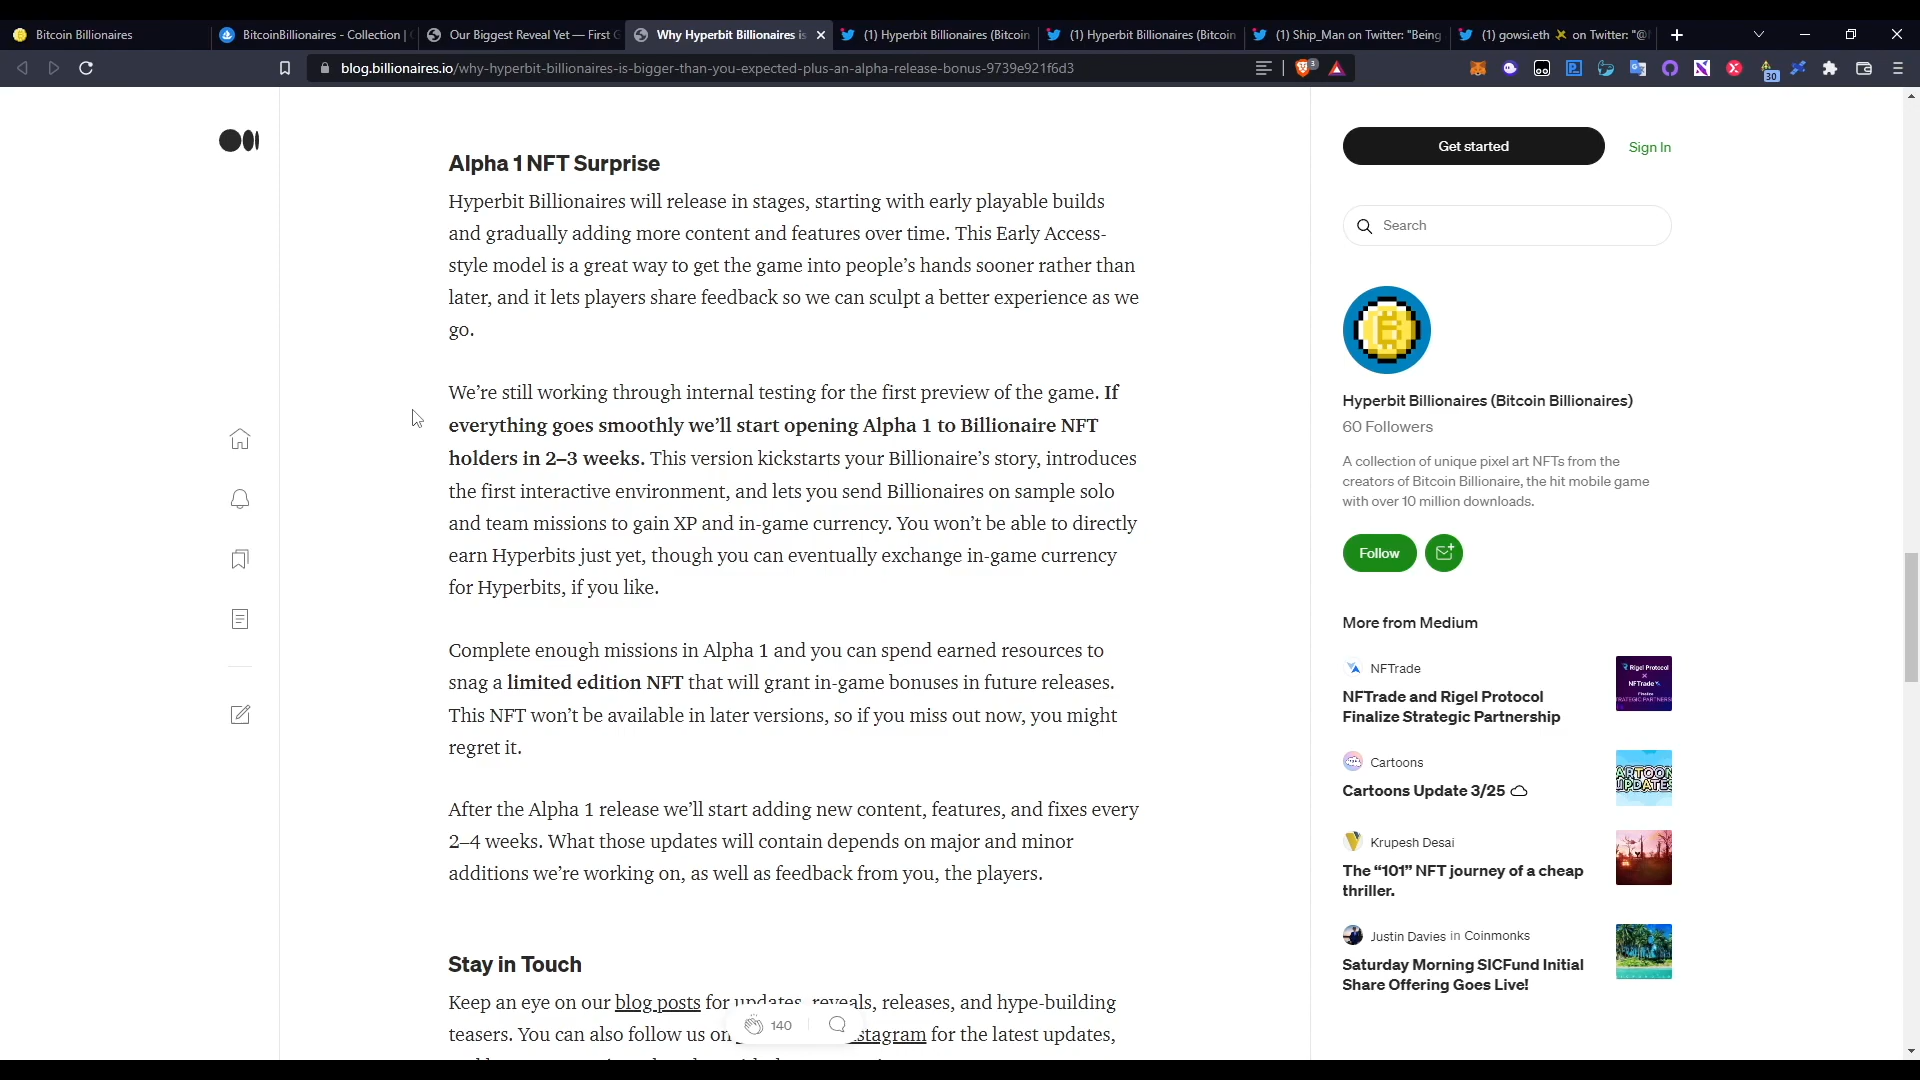 Bitcoin Billionaires
BitcoinBillionaires - Collection |
Our Biggest Reveal Yet — First G
Why Hyperbit Billionaires is
(1) Hyperbit Billionaires (Bitcoin
(1) Hyperbit Billionaires (Bitcoin
(1) Ship_Man on Twitter: "Being
(1) gowsi.eth on Twitter: "@
blog.billionaires.io/why-hyperbit-billionaires-is-bigger-than-you-expected-plus-an-alpha-release-bonus-9739e921f6d3
3
30
Alpha 1 NFT Surprise
Hyperbit Billionaires will release in stages, starting with early playable builds
and gradually adding more content and features over time. This Early Access-
style model is a great way to get the game into people’s hands sooner rather than
later, and it lets players share feedback so we can sculpt a better experience as we
go.
We’re still working through internal testing for the first preview of the game. If
everything goes smoothly we’ll start opening Alpha 1 to Billionaire NFT
holders in 2–3 weeks. This version kickstarts your Billionaire’s story, introduces
the first interactive environment, and lets you send Billionaires on sample solo
and team missions to gain XP and in-game currency. You won’t be able to directly
earn Hyperbits just yet, though you can eventually exchange in-game currency
for Hyperbits, if you like.
Complete enough missions in Alpha 1 and you can spend earned resources to
snag a limited edition NFT that will grant in-game bonuses in future releases.
This NFT won’t be available in later versions, so if you miss out now, you might
regret it.
After the Alpha 1 release we’ll start adding new content, features, and fixes every
2–4 weeks. What those updates will contain depends on major and minor
additions we’re working on, as well as feedback from you, the players.
Stay in Touch
Keep an eye on our blog posts for updates, reveals, releases, and hype-building
teasers. You can also follow us on stagram for the latest updates,
140
Get started
Sign In
Search
Hyperbit Billionaires (Bitcoin Billionaires)
60 Followers
A collection of unique pixel art NFTs from the
creators of Bitcoin Billionaire, the hit mobile game
with over 10 million downloads.
Follow
More from Medium
NFTrade
NFTrade and Rigel Protocol
Finalize Strategic Partnership
Rigel Protocol
x
NFTrade
Cartoons
Cartoons Update 3/25
Krupesh Desai
The “101” NFT journey of a cheap
thriller.
Justin Davies in Coinmonks
Saturday Morning SICFund Initial
Share Offering Goes Live!